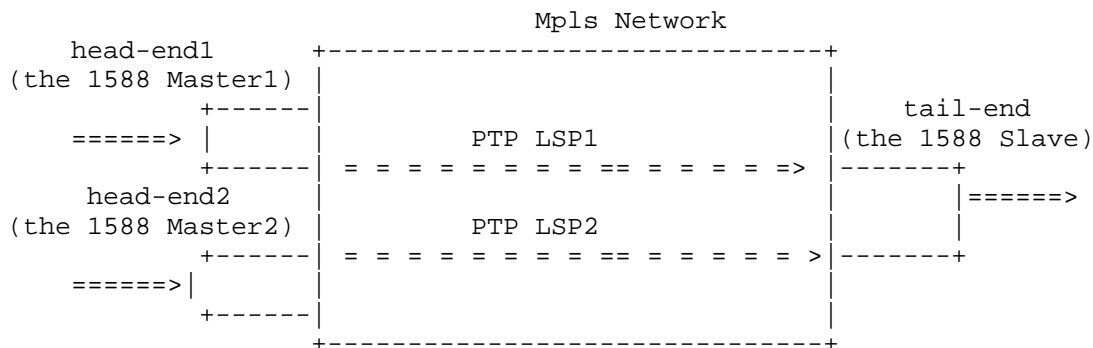 Mpls Network
head-end1
(the 1588 Master1)
tail-end
PTP LSP1 (the 1588 Slave)
head-end2
(the 1588 Master2) PTP LSP2